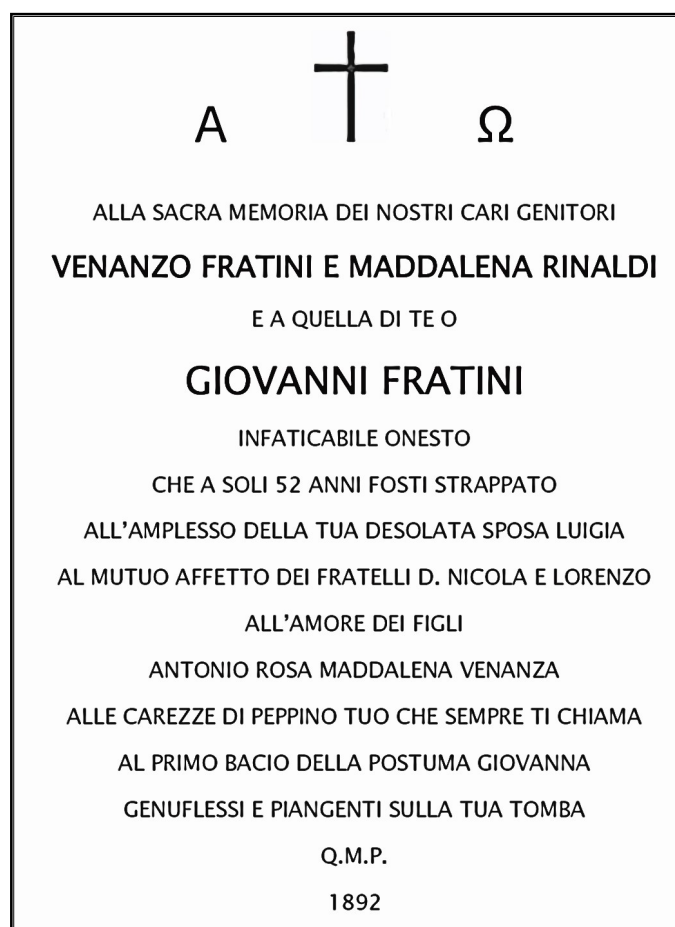 Α Ω
ALLA SACRA MEMORIA DEI NOSTRI CARI GENITORI
VENANZO FRATINI E MADDALENA RINALDI
E A QUELLA DI TE O
GIOVANNI FRATINI
INFATICABILE ONESTO
CHE A SOLI 52 ANNI FOSTI STRAPPATO
ALL’AMPLESSO DELLA TUA DESOLATA SPOSA LUIGIA
AL MUTUO AFFETTO DEI FRATELLI D. NICOLA E LORENZO
ALL’AMORE DEI FIGLI
ANTONIO ROSA MADDALENA VENANZA
ALLE CAREZZE DI PEPPINO TUO CHE SEMPRE TI CHIAMA
AL PRIMO BACIO DELLA POSTUMA GIOVANNA
GENUFLESSI E PIANGENTI SULLA TUA TOMBA
Q.M.P.
1892